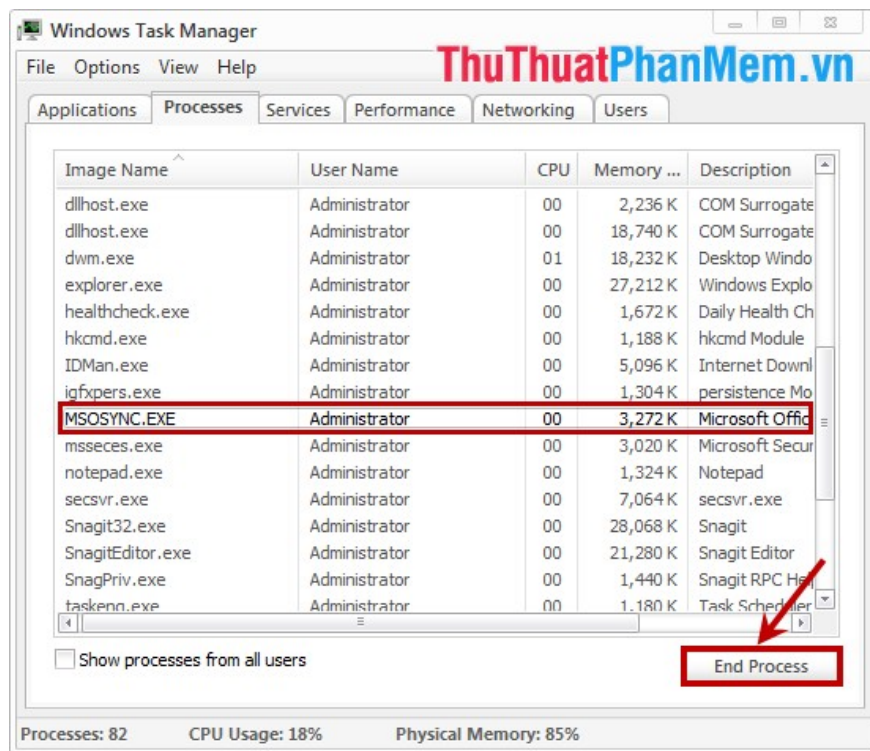 Windows Task Manager
File Options View Help
ThuThuatPhanMem.vn
Applications Processes Services Performance Networking Users
Image Name User Name CPU Memory ... Description
dllhost.exe Administrator 00 2,236 K COM Surrogate
dllhost.exe Administrator 00 18,740 K COM Surrogate
dwm.exe Administrator 01 18,232 K Desktop Windo
explorer.exe Administrator 00 27,212 K Windows Explo
healthcheck.exe Administrator 00 1,672 K Daily Health Ch
hkcmd.exe Administrator 00 1,188 K hkcmd Module
IDMan.exe Administrator 00 5,096 K Internet Downl
igfxpers.exe Administrator 00 1,304 K persistence Mo
MSOSYNC.EXE Administrator 00 3,272 K Microsoft Offic
msseces.exe Administrator 00 3,020 K Microsoft Secur
notepad.exe Administrator 00 1,324 K Notepad
secsvr.exe Administrator 00 7,064 K secsvr.exe
Snagit32.exe Administrator 00 28,068 K Snagit
SnagitEditor.exe Administrator 00 21,280 K Snagit Editor
SnagPriv.exe Administrator 00 1,440 K Snagit RPC Hel
taskeng.exe Administrator 00 1,180 K Task Scheduler
Show processes from all users
End Process
Processes: 82 CPU Usage: 18% Physical Memory: 85%